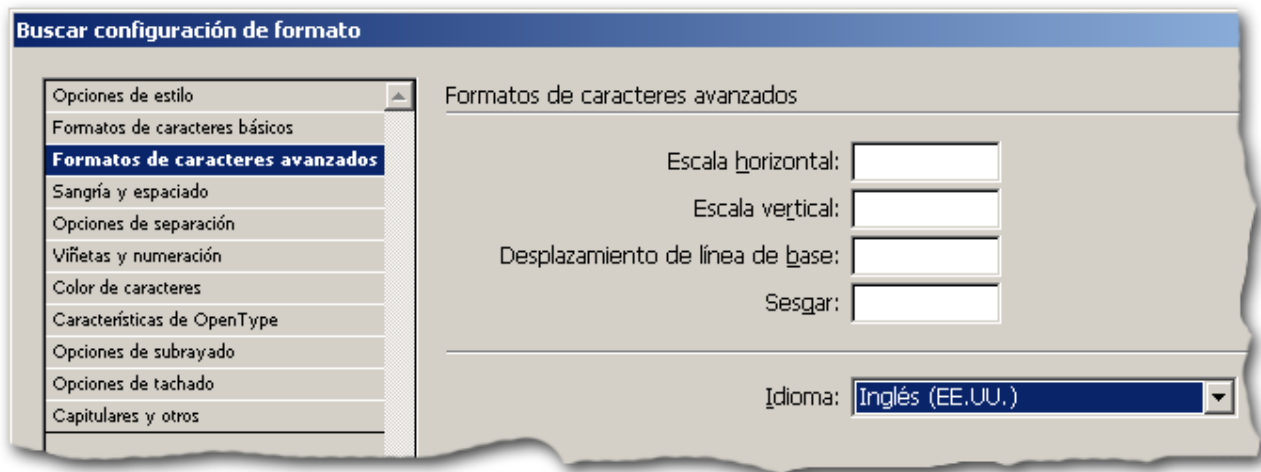 Buscar configuración de formato
Opciones de estilo
Formatos de caracteres básicos
Formatos de caracteres avanzados
Sangría y espaciado
Opciones de separación
Viñetas y numeración
Color de caracteres
Características de OpenType
Opciones de subrayado
Opciones de tachado
Capitulares y otros
Formatos de caracteres avanzados
Escala horizontal:
Escala vertical:
Desplazamiento de línea de base:
Sesgar:
Idioma: Inglés (EE.UU.)